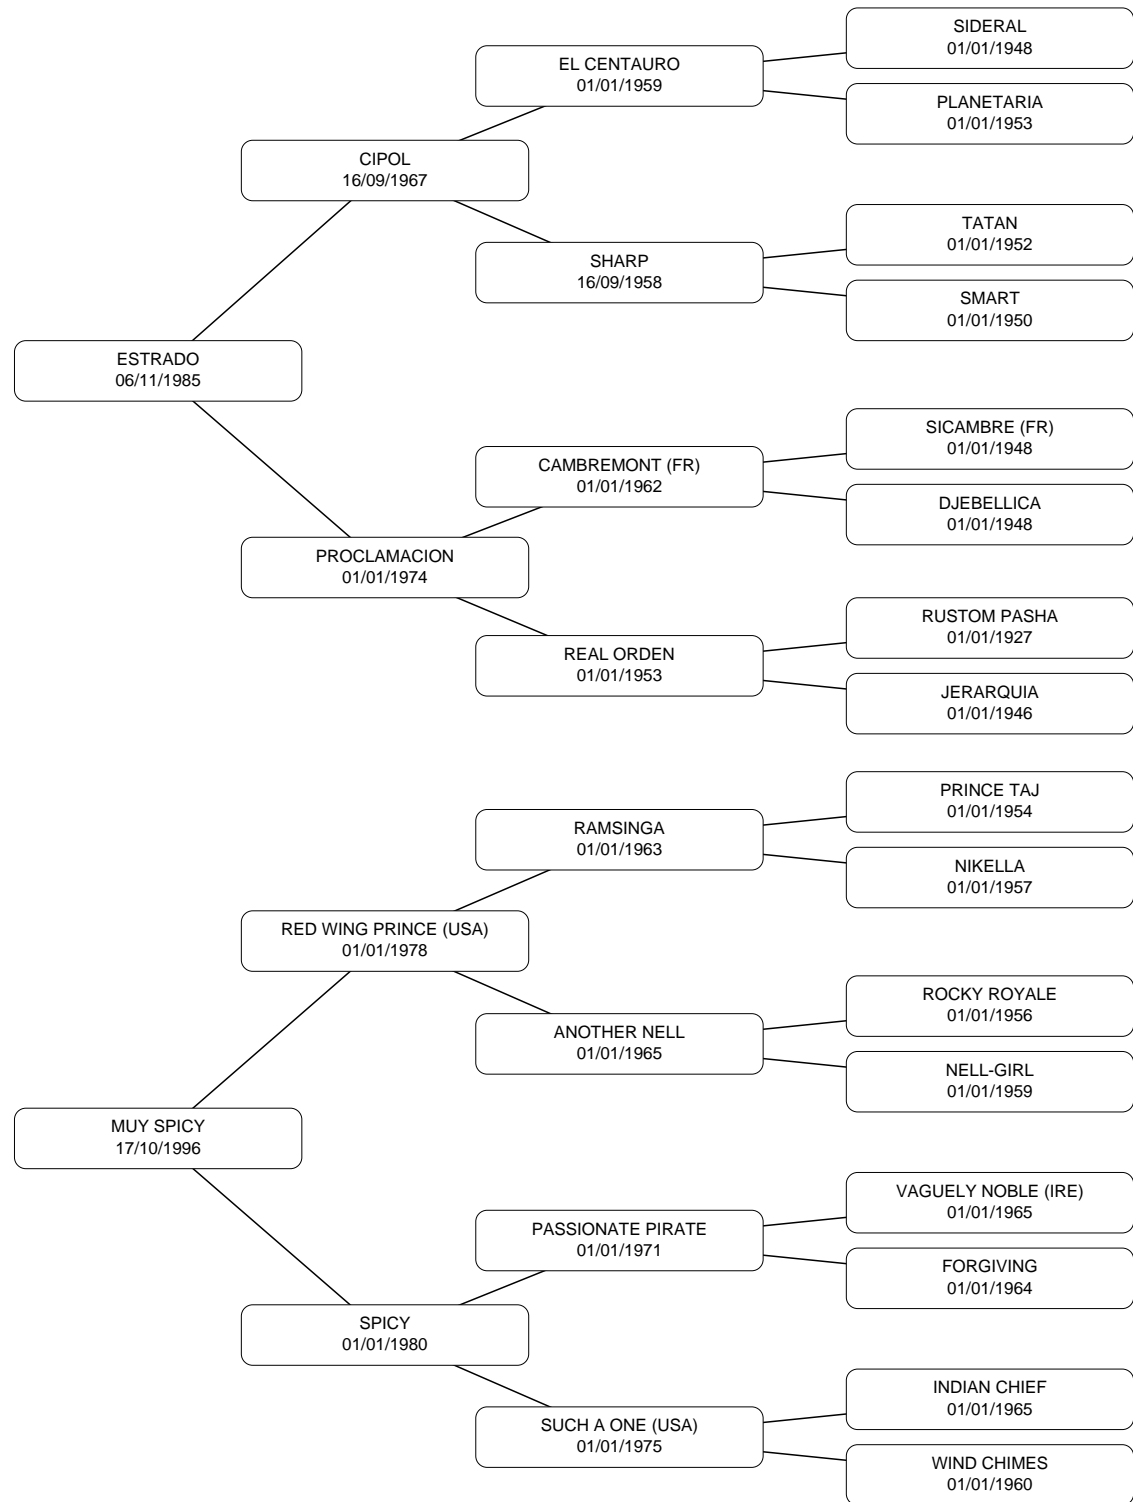 SIDERAL
01/01/1948
EL CENTAURO
01/01/1959
PLANETARIA
01/01/1953
CIPOL
16/09/1967
TATAN
01/01/1952
SHARP
16/09/1958
SMART
01/01/1950
ESTRADO
06/11/1985
SICAMBRE (FR)
01/01/1948
CAMBREMONT (FR)
01/01/1962
DJEBELLICA
01/01/1948
PROCLAMACION
01/01/1974
RUSTOM PASHA
01/01/1927
REAL ORDEN
01/01/1953
JERARQUIA
01/01/1946
PRINCE TAJ
01/01/1954
RAMSINGA
01/01/1963
NIKELLA
01/01/1957
RED WING PRINCE (USA)
01/01/1978
ROCKY ROYALE
01/01/1956
ANOTHER NELL
01/01/1965
NELL-GIRL
01/01/1959
MUY SPICY
17/10/1996
VAGUELY NOBLE (IRE)
01/01/1965
PASSIONATE PIRATE
01/01/1971
FORGIVING
01/01/1964
SPICY
01/01/1980
INDIAN CHIEF
01/01/1965
SUCH A ONE (USA)
01/01/1975
WIND CHIMES
01/01/1960